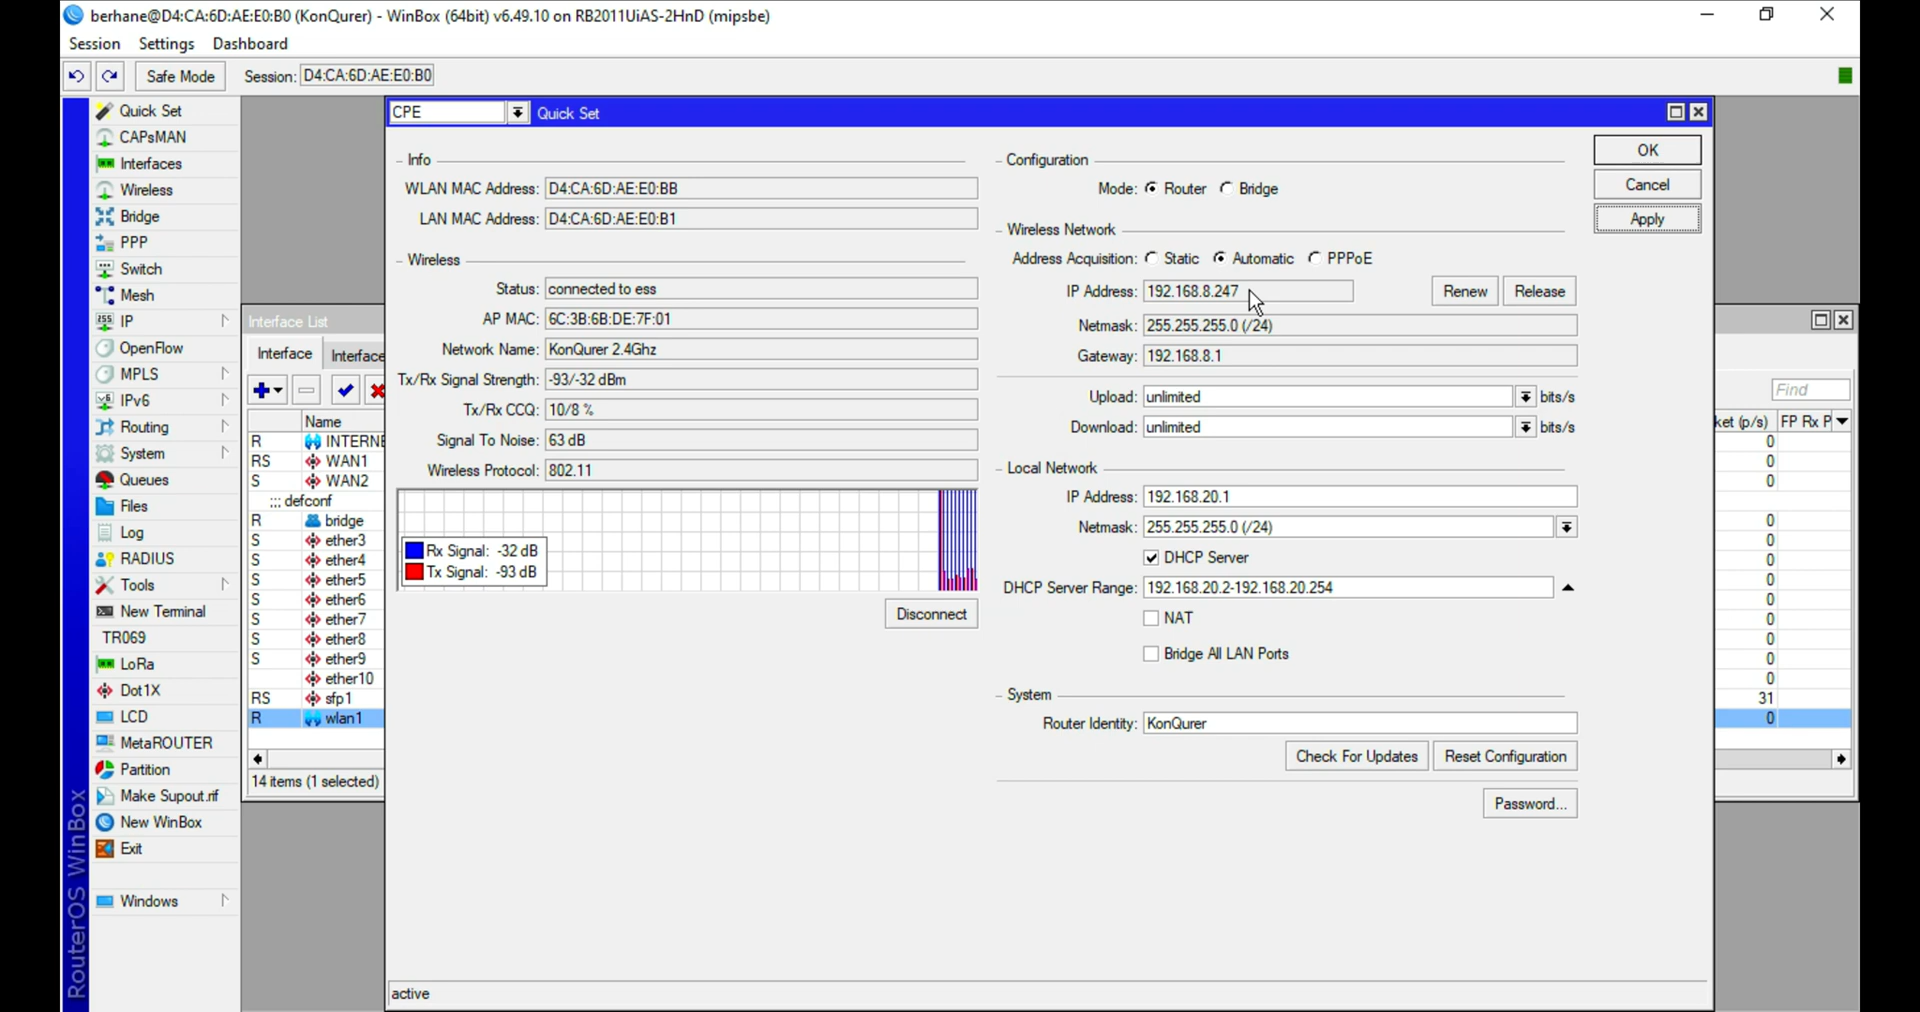 berhane@D4:CA:6D:AE:E0:B0 (KonQurer) - WinBox (64bit) v6.49.10 on RB2011UiAS-2HnD (mipsbe)
Session Settings Dashboard
Safe Mode Session: D4:CA:6D:AE:E0:B0
Quick Set
CAPsMAN
Interfaces
Wireless
Bridge
PPP
Switch
Mesh
IP
OpenFlow
MPLS
IPv6
Routing
System
Queues
Files
Log
RADIUS
Tools
New Terminal
TR069
LoRa
Dot1X
LCD
MetaROUTER
Partition
Make Supout.rif
New WinBox
Exit
Windows
RouterOS WinBox
Interface List
Interface Interface
Name
R INTERNE
RS WAN1
S WAN2
;;; defconf
R bridge
S ether3
S ether4
S ether5
S ether6
S ether7
S ether8
S ether9
ether10
RS sfp1
R wlan1
14 items (1 selected)
CPE Quick Set
Info
WLAN MAC Address: D4:CA:6D:AE:E0:BB
LAN MAC Address: D4:CA:6D:AE:E0:B1
Wireless
Status: connected to ess
AP MAC: 6C:3B:6B:DE:7F:01
Network Name: KonQurer 2.4Ghz
Tx/Rx Signal Strength: -93/-32 dBm
Tx/Rx CCQ: 10/8 %
Signal To Noise: 63 dB
Wireless Protocol: 802.11
Rx Signal: -32 dB
Tx Signal: -93 dB
Disconnect
Configuration
Mode: Router Bridge
Wireless Network
Address Acquisition: Static Automatic PPPoE
IP Address: 192.168.8.247 Renew Release
Netmask: 255.255.255.0 (/24)
Gateway: 192.168.8.1
Upload: unlimited bits/s
Download: unlimited bits/s
Local Network
IP Address: 192.168.20.1
Netmask: 255.255.255.0 (/24)
DHCP Server
DHCP Server Range: 192.168.20.2-192.168.20.254
NAT
Bridge All LAN Ports
System
Router Identity: KonQurer
Check For Updates Reset Configuration
Password...
OK
Cancel
Apply
active
Find
ket (p/s) FP Rx P
0
0
0
0
0
0
0
0
0
0
0
0
31
0